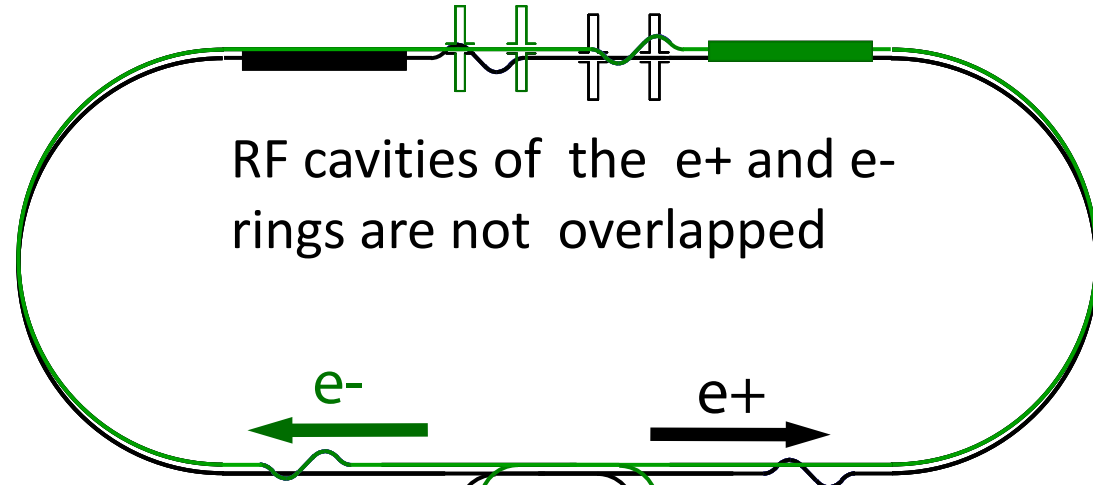 RF cavities of the e+ and e-
rings are not overlapped
e-
e+